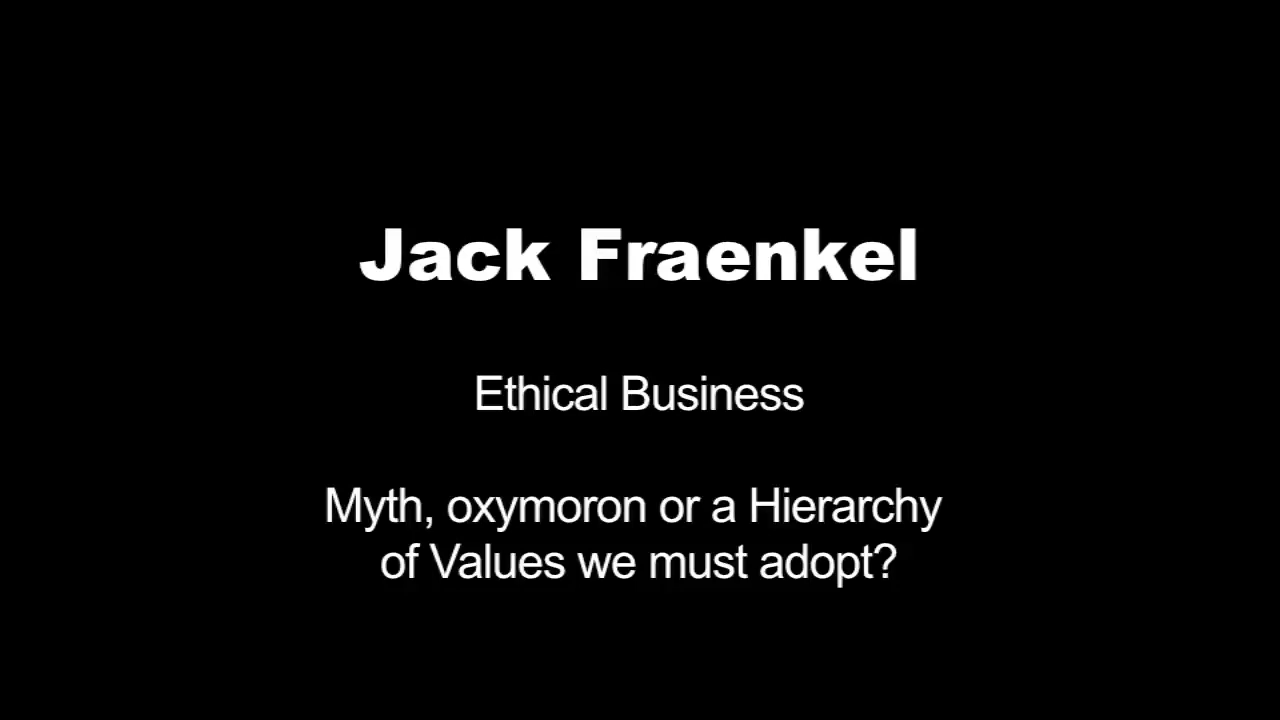 Jack Fraenkel
Ethical Business
Myth, oxymoron or a Hierarchy
of Values we must adopt?